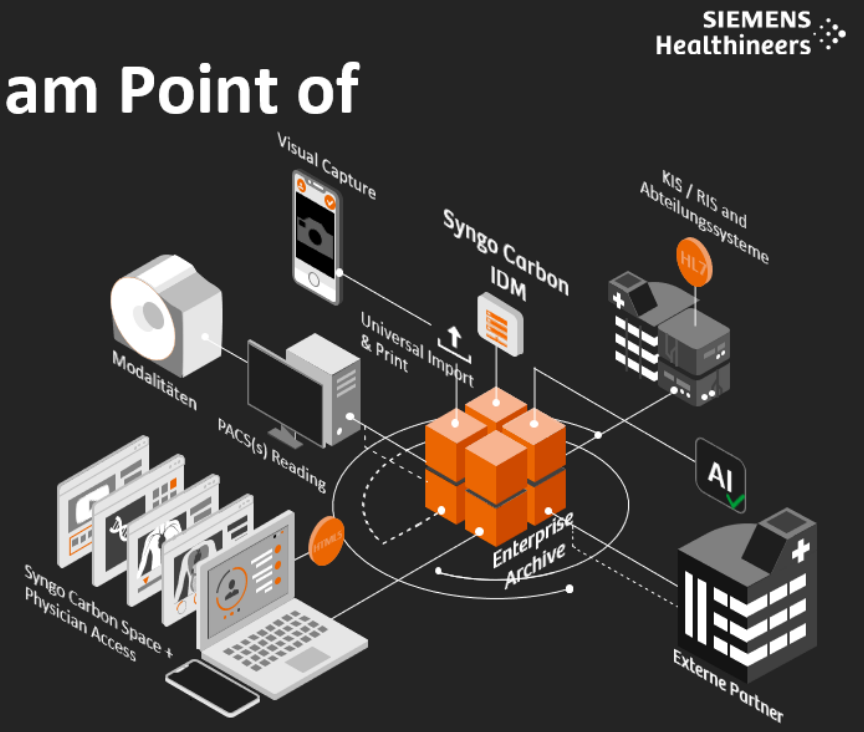 SIEMENS
Healthineers
am Point of
Visual Capture
KIS / RIS and
Abteilungssysteme
HL7
Syngo Carbon
IDM
Universal Import
& Print
Modalitäten
PACS(s) Reading
AI
HTML5
Enterprise
Archive
Syngo Carbon Space +
Physician Access
Externe Partner